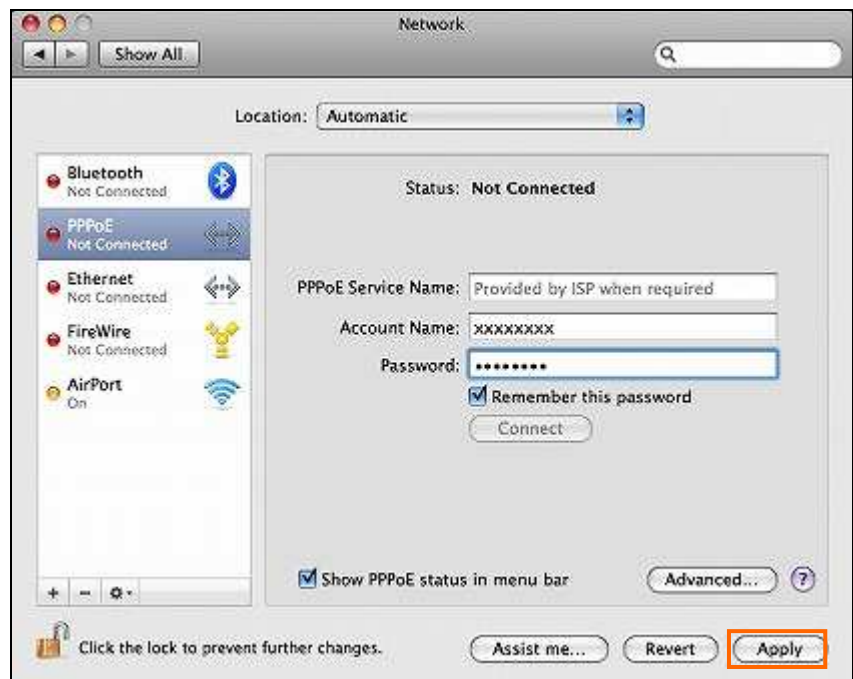 Network
Show All
Location: Automatic
Bluetooth
Not Connected
PPPoE
Not Connected
Ethernet
Not Connected
FireWire
Not Connected
AirPort
On
Status: Not Connected
PPPoE Service Name: Provided by ISP when required
Account Name: xxxxxxxx
Password: ••••••••
Remember this password
Connect
Show PPPoE status in menu bar
Advanced... ?
+ −
Click the lock to prevent further changes.
Assist me... Revert Apply